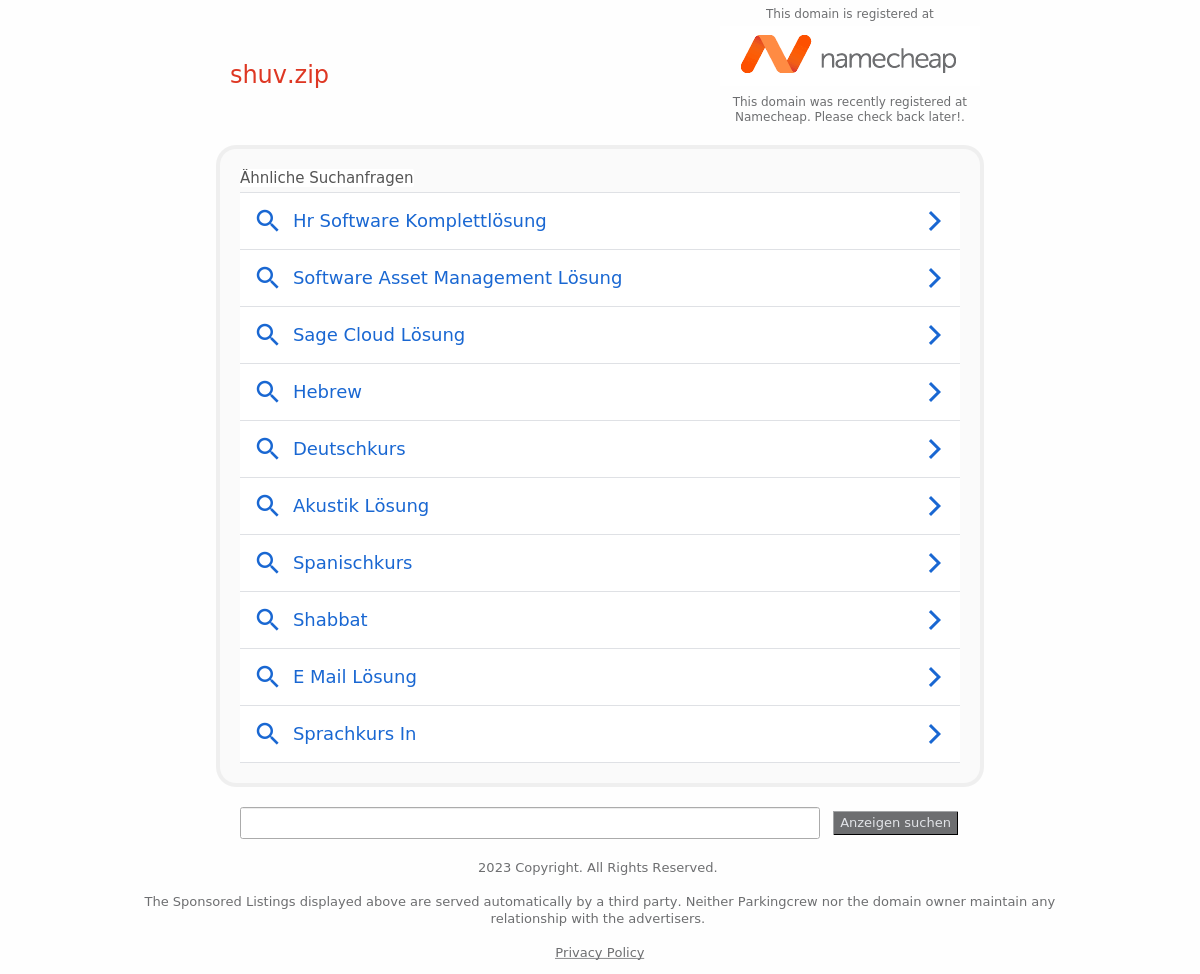 This domain is registered at
namecheap
shuv.zip
This domain was recently registered at
Namecheap. Please check back later!.
Ähnliche Suchanfragen
Hr Software Komplettlösung
Software Asset Management Lösung
Sage Cloud Lösung
Hebrew
Deutschkurs
Akustik Lösung
Spanischkurs
Shabbat
E Mail Lösung
Sprachkurs In
Anzeigen suchen
2023 Copyright. All Rights Reserved.
The Sponsored Listings displayed above are served automatically by a third party. Neither Parkingcrew nor the domain owner maintain any
relationship with the advertisers.
Privacy Policy